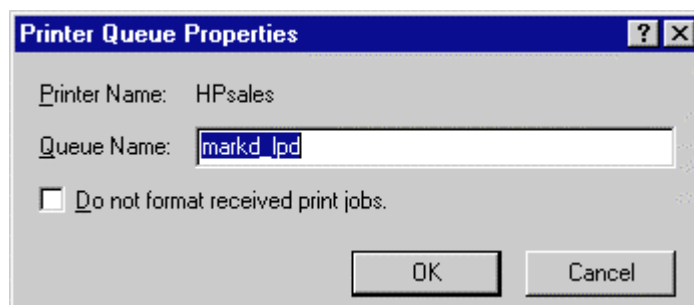 Printer Queue Properties
Printer Name: HPsales
Queue Name: markd_lpd
Do not format received print jobs.
OK Cancel